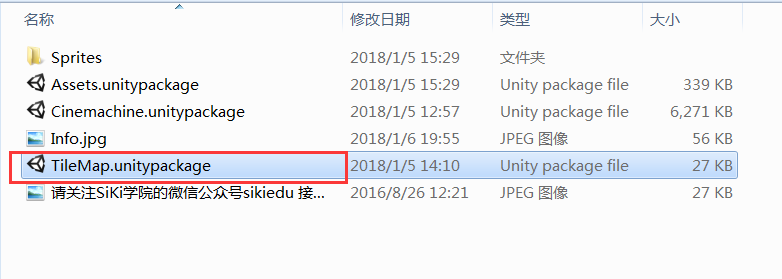 名称 修改日期 类型 大小
Sprites 2018/1/5 15:29 文件夹
Assets.unitypackage 2018/1/5 15:29 Unity package file 339 KB
Cinemachine.unitypackage 2018/1/5 12:57 Unity package file 6,271 KB
Info.jpg 2018/1/6 19:55 JPEG 图像 56 KB
TileMap.unitypackage 2018/1/5 14:10 Unity package file 27 KB
请关注SiKi学院的微信公众号sikiedu 接... 2016/8/26 12:21 JPEG 图像 27 KB